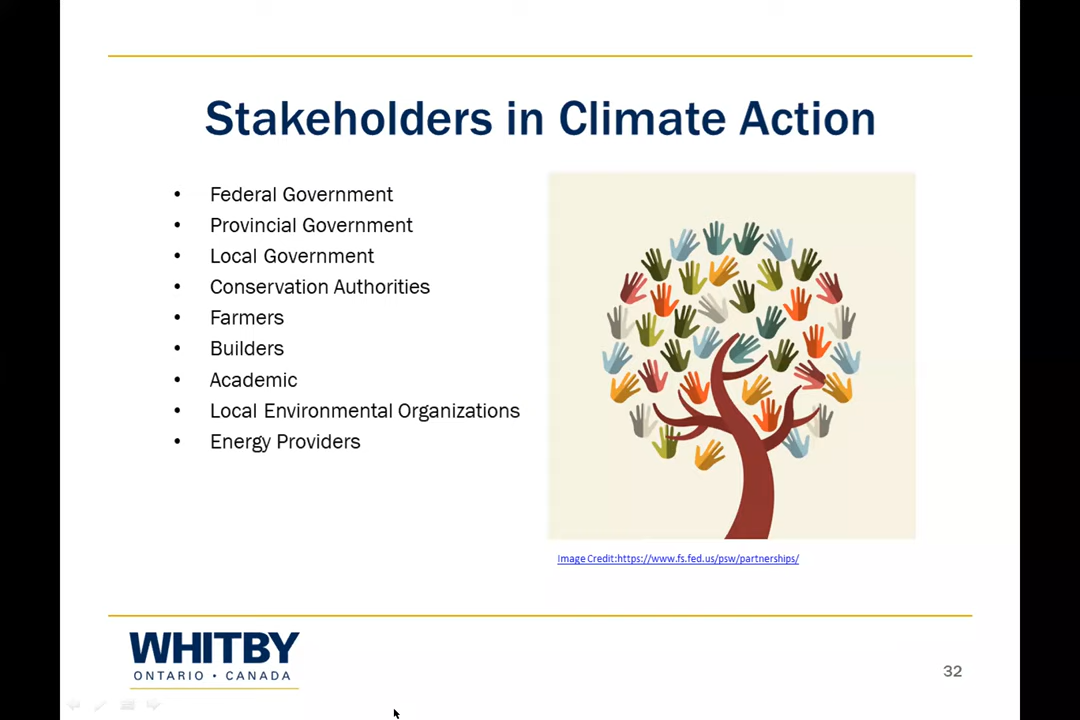 Stakeholders in Climate Action
• Federal Government
• Provincial Government
• Local Government
• Conservation Authorities
• Farmers
• Builders
• Academic
• Local Environmental Organizations
• Energy Providers
Image Credit:https://www.fs.fed.us/psw/partnerships/
WHITBY
ONTARIO • CANADA
32